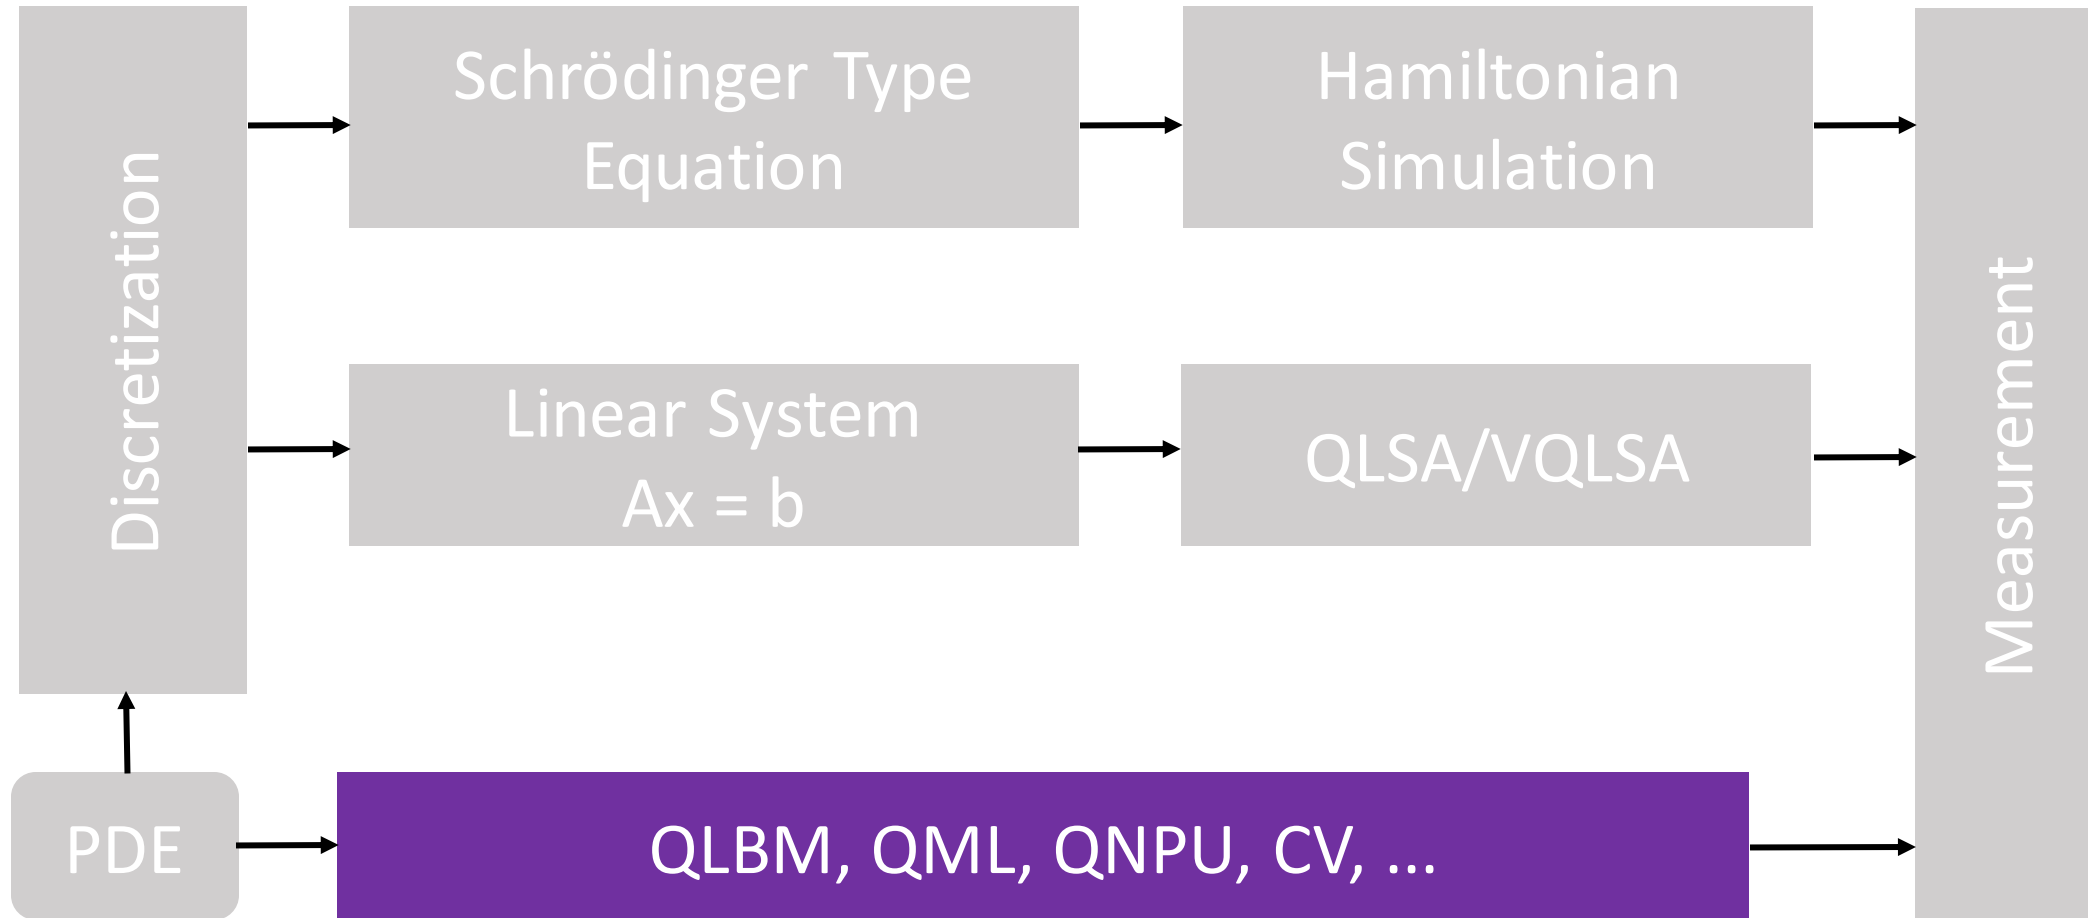 Discretization
Schrödinger Type
Equation
Hamiltonian
Simulation
Linear System
Ax = b
QLSA/VQLSA
Measurement
PDE
QLBM, QML, QNPU, CV, ...